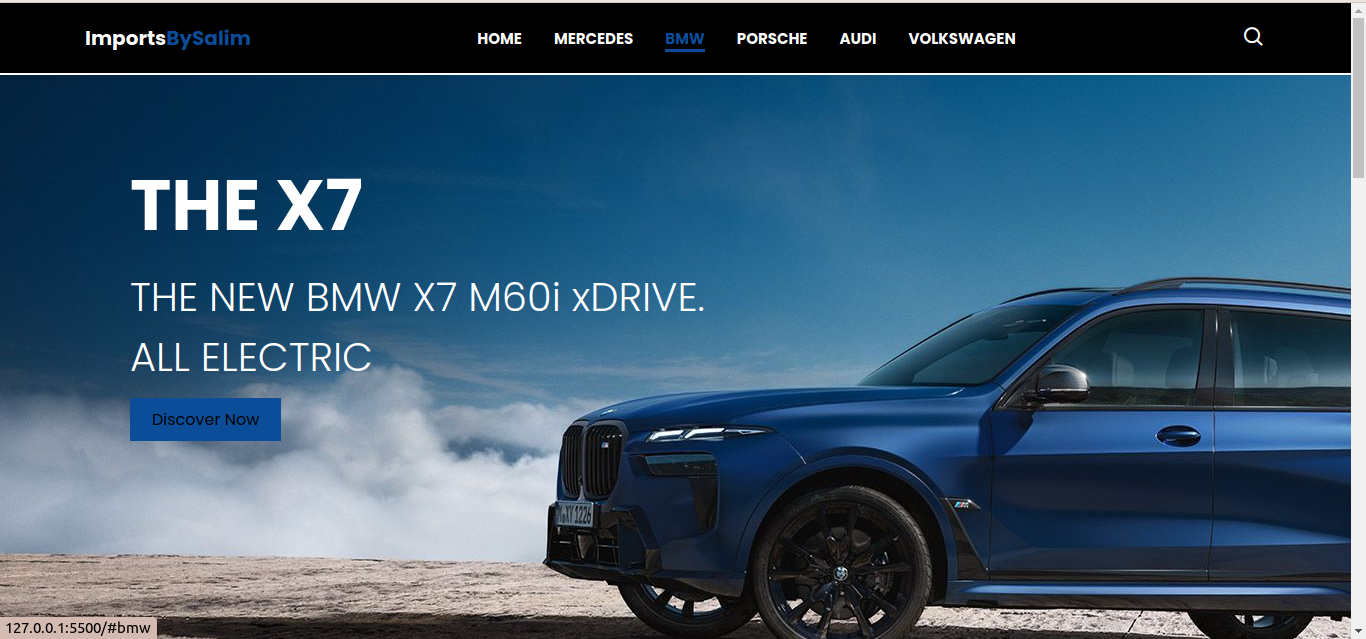 ImportsBySalim
HOME MERCEDES BMW PORSCHE AUDI VOLKSWAGEN
THE X7
THE NEW BMW X7 M60i xDRIVE.
ALL ELECTRIC
Discover Now
127.0.0.1:5500/#bmw